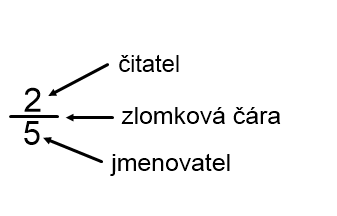 čitatel
2
zlomková čára
5
jmenovatel